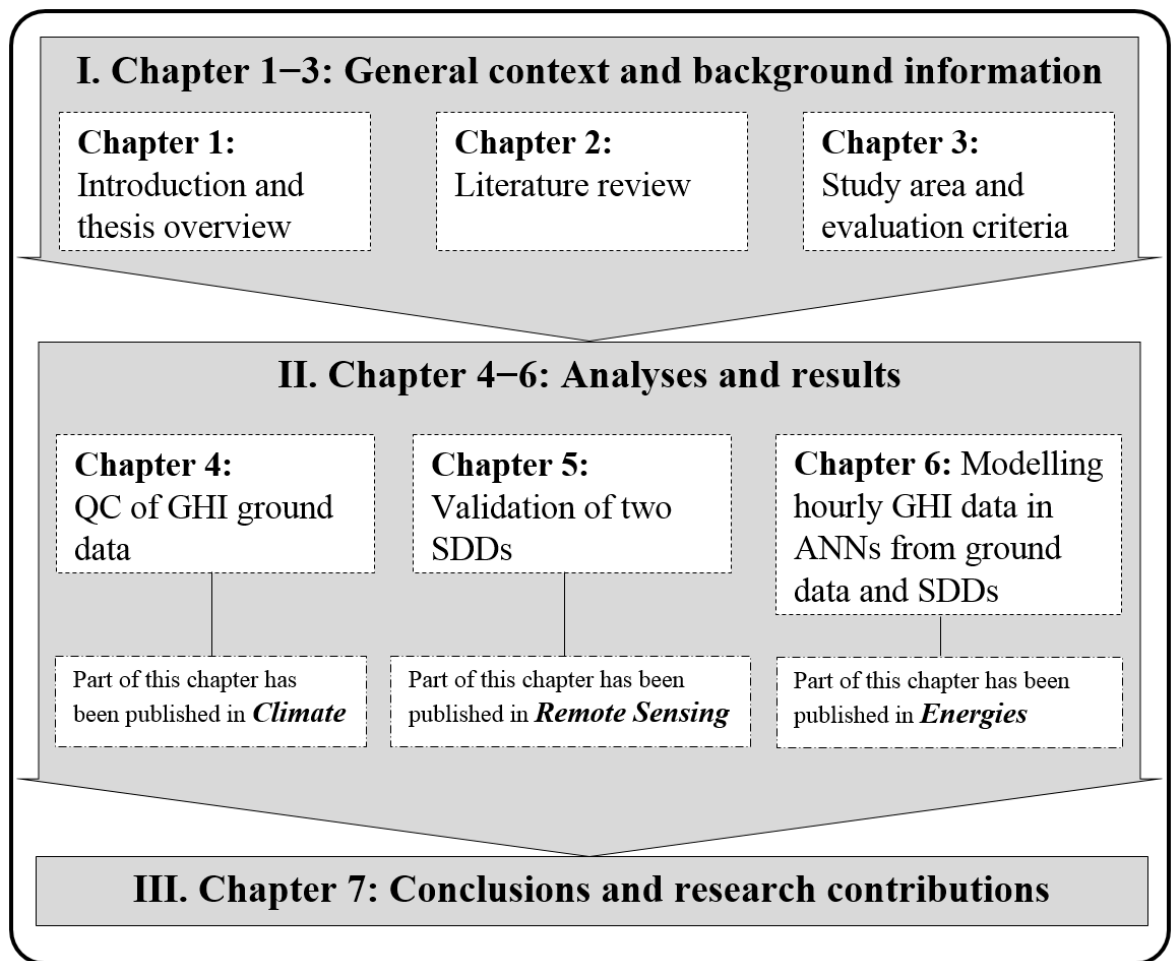 I. Chapter 1−3: General context and background information
Chapter 1:
Introduction and
thesis overview
Chapter 2:
Literature review
Chapter 3:
Study area and
evaluation criteria
II. Chapter 4−6: Analyses and results
Chapter 4:
QC of GHI ground
data
Chapter 5:
Validation of two
SDDs
Chapter 6: Modelling
hourly GHI data in
ANNs from ground
data and SDDs
Part of this chapter has
been published in Climate
Part of this chapter has been
published in Remote Sensing
Part of this chapter has been
published in Energies
III. Chapter 7: Conclusions and research contributions